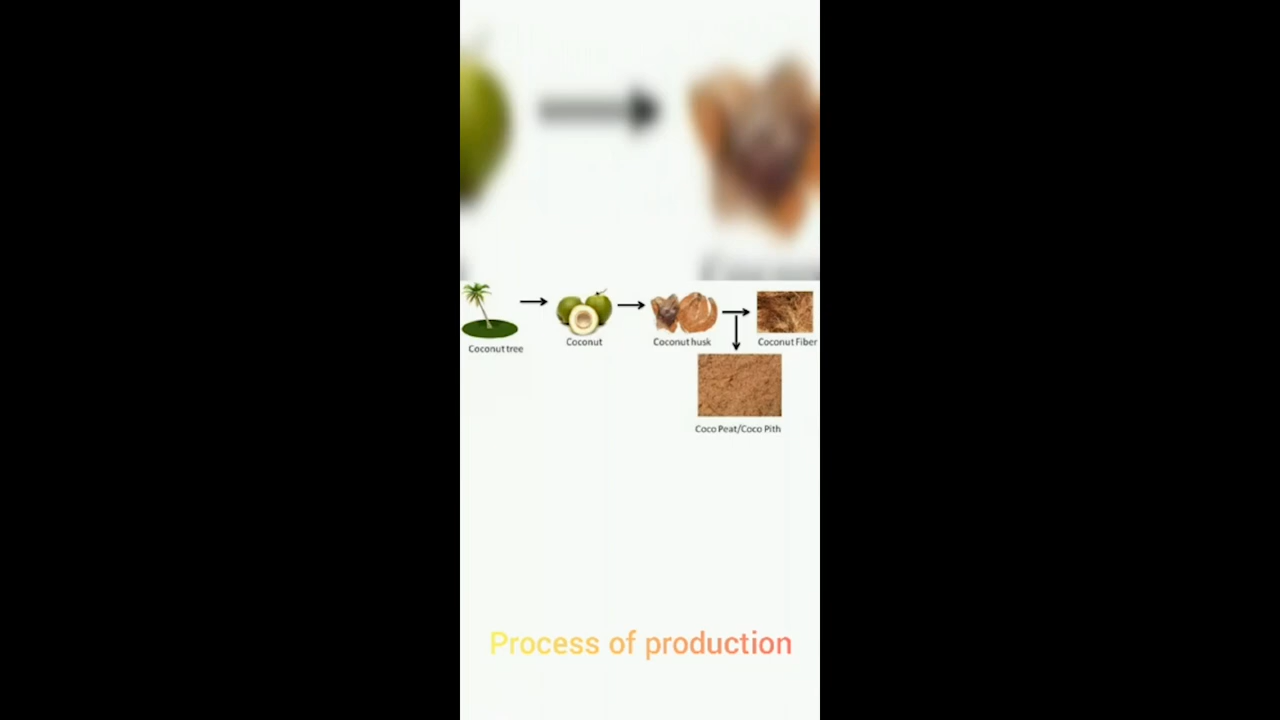 Coconut tree
Coconut
Coconut husk
Coconut Fiber
Coco Peat/Coco Pith
Process of production